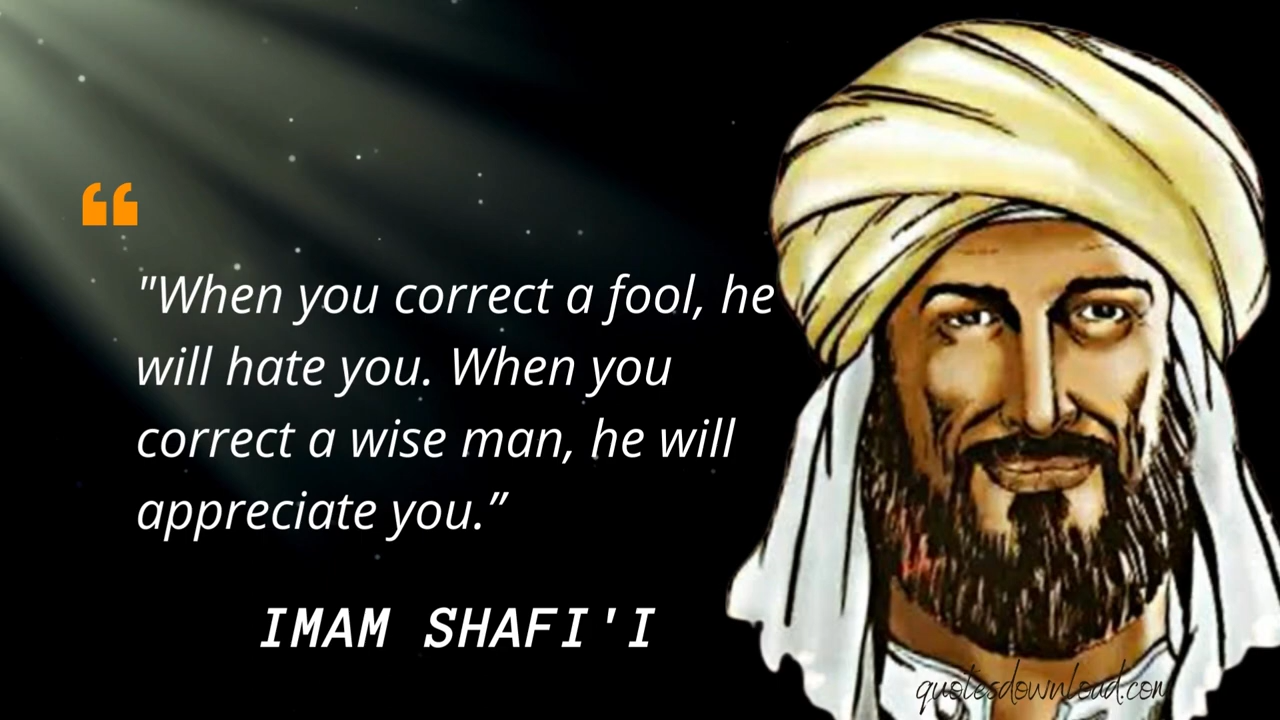 “
"When you correct a fool, he
will hate you. When you
correct a wise man, he will
appreciate you.”
IMAM SHAFI'I
quotesdownload.com